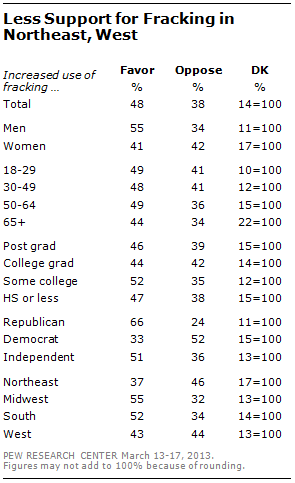 Less Support for Fracking in
Northeast, West
Increased use of
fracking ... Favor Oppose DK
% % %
Total 48 38 14=100
Men 55 34 11=100
Women 41 42 17=100
18-29 49 41 10=100
30-49 48 41 12=100
50-64 49 36 15=100
65+ 44 34 22=100
Post grad 46 39 15=100
College grad 44 42 14=100
Some college 52 35 12=100
HS or less 47 38 15=100
Republican 66 24 11=100
Democrat 33 52 15=100
Independent 51 36 13=100
Northeast 37 46 17=100
Midwest 55 32 13=100
South 52 34 14=100
West 43 44 13=100
PEW RESEARCH CENTER March 13-17, 2013.
Figures may not add to 100% because of rounding.